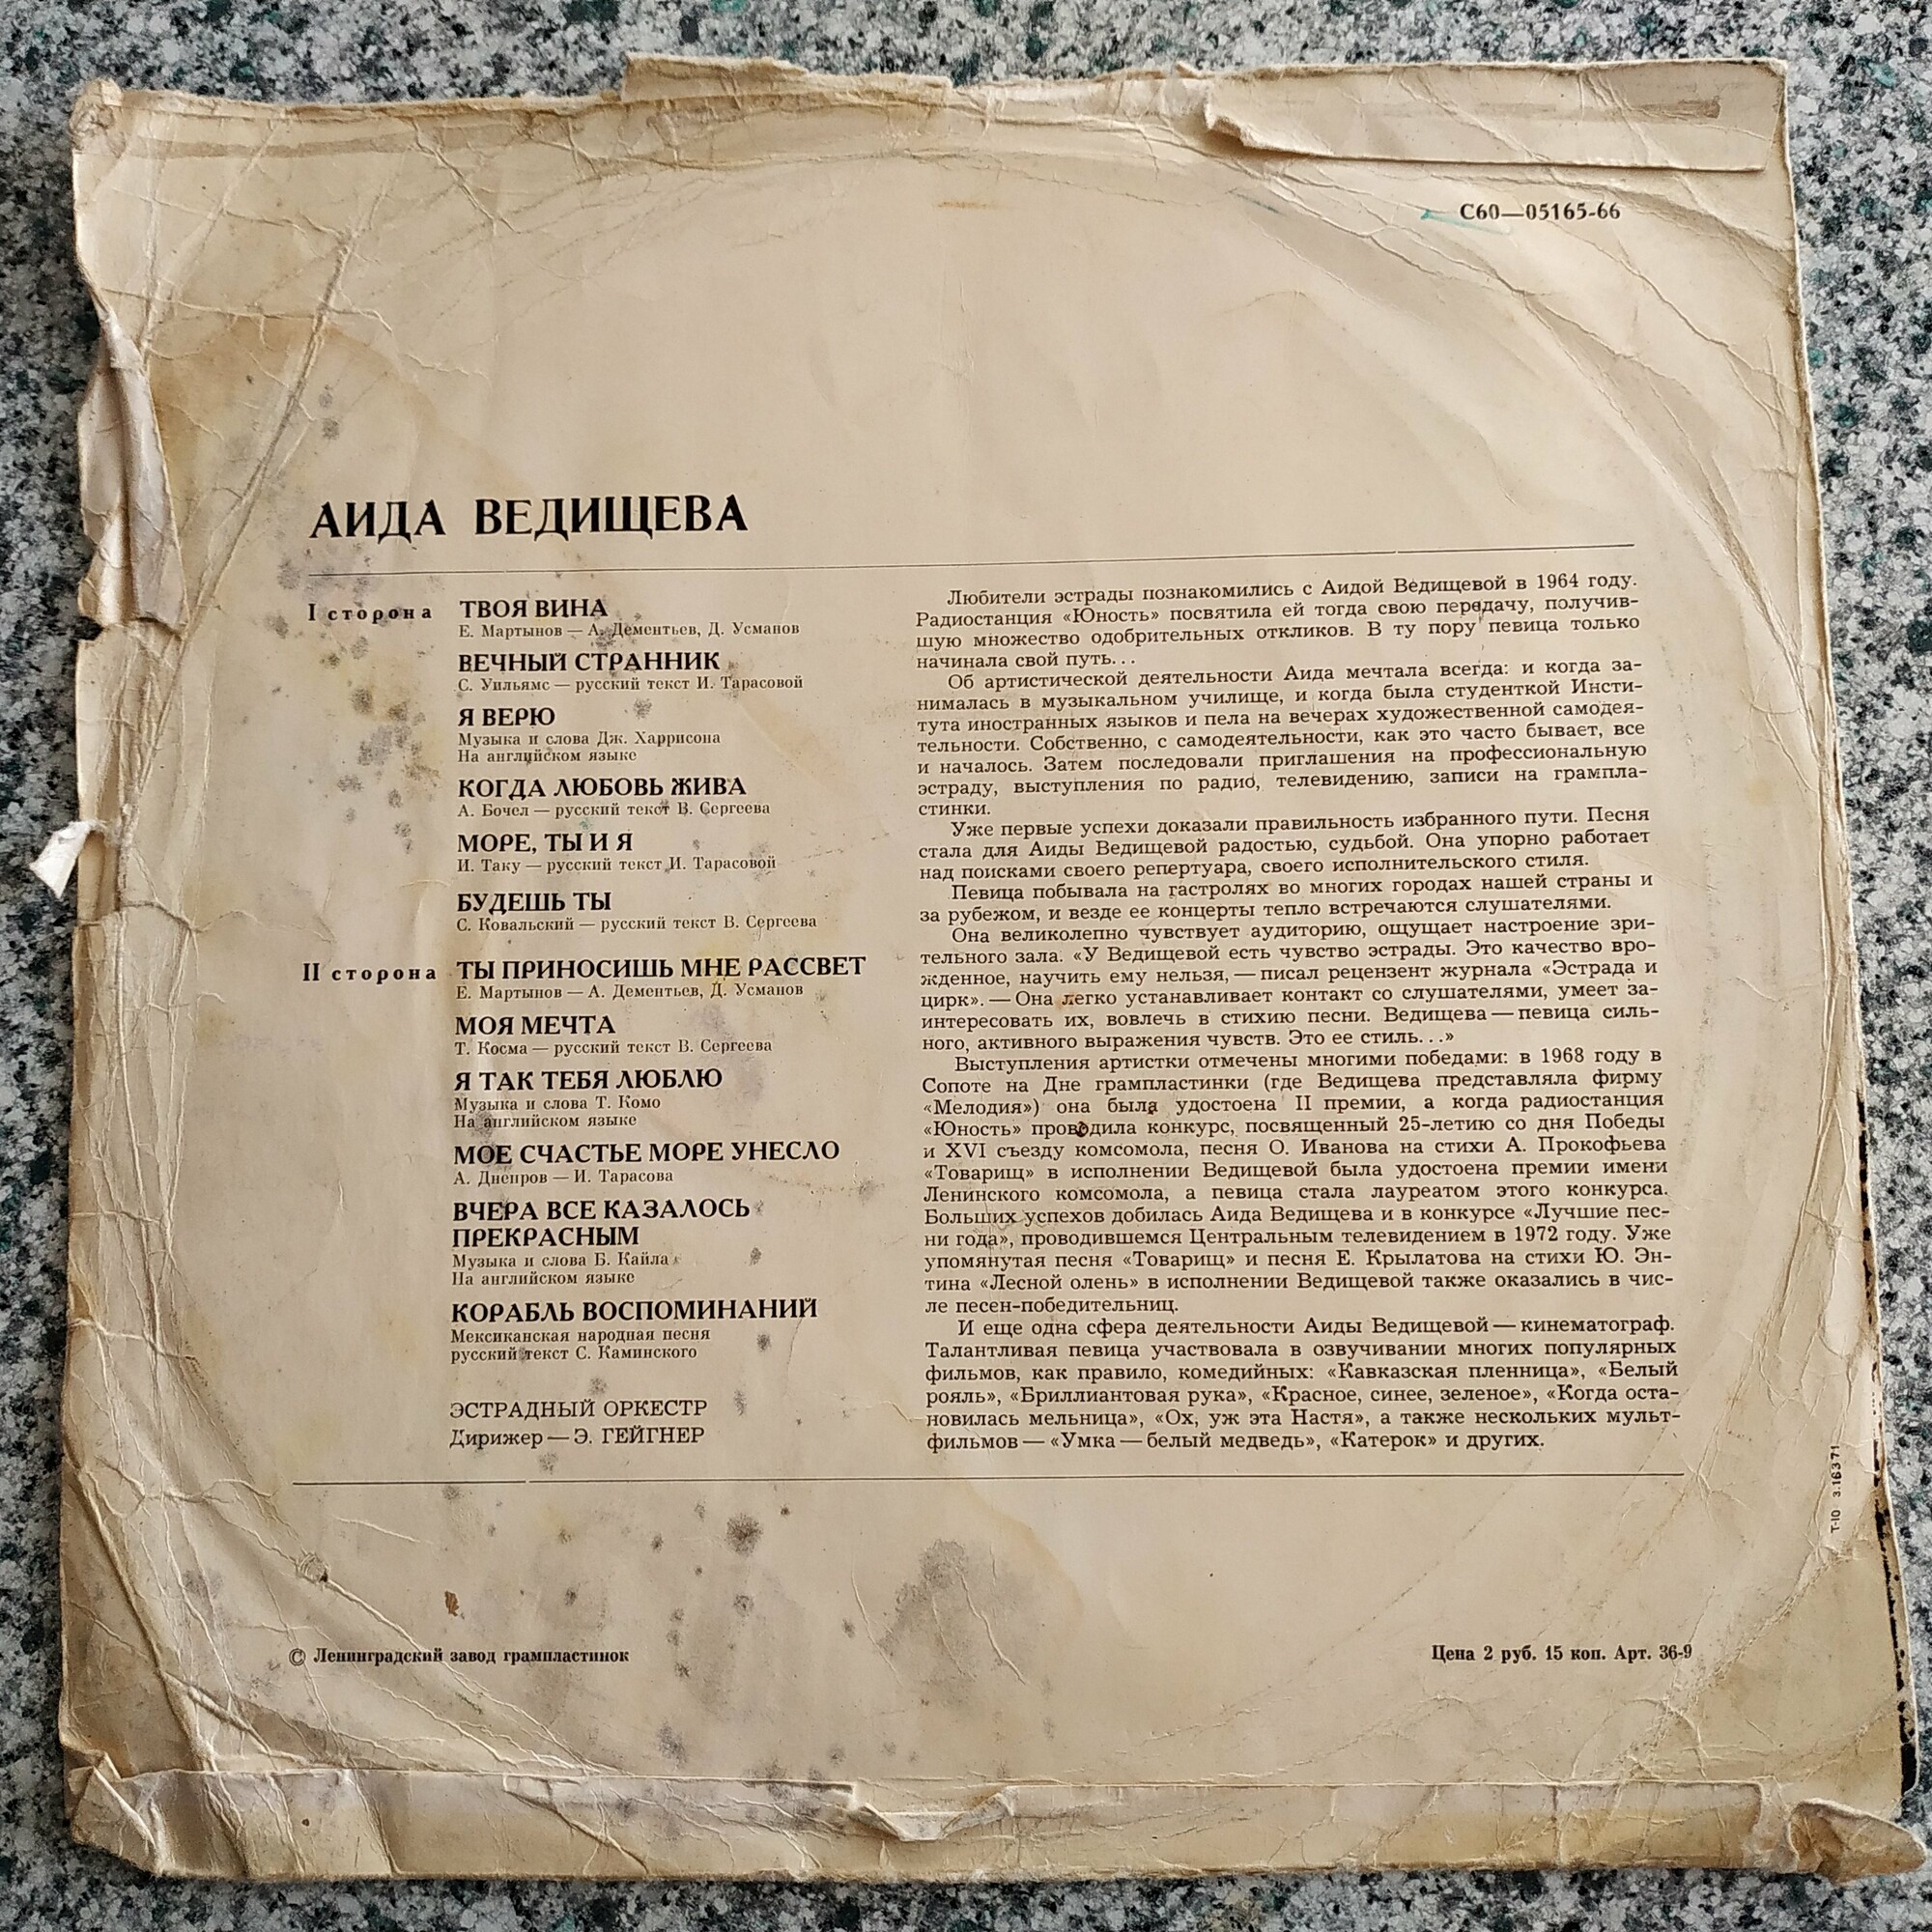 С60—05165-66
АИДА ВЕДИЩЕВА
I сторона
ТВОЯ ВИНА
Е. Мартынов — А. Дементьев, Д. Усманов
ВЕЧНЫЙ СТРАННИК
С. Уильямс — русский текст И. Тарасовой
Я ВЕРЮ
Музыка и слова Дж. Харрисона
На английском языке
КОГДА ЛЮБОВЬ ЖИВА
А. Бочел — русский текст В. Сергеева
МОРЕ, ТЫ И Я
И. Таку — русский текст И. Тарасовой
БУДЕШЬ ТЫ
С. Ковальский — русский текст В. Сергеева
II сторона
ТЫ ПРИНОСИШЬ МНЕ РАССВЕТ
Е. Мартынов — А. Дементьев, Д. Усманов
МОЯ МЕЧТА
Т. Косма — русский текст В. Сергеева
Я ТАК ТЕБЯ ЛЮБЛЮ
Музыка и слова Т. Комо
На английском языке
МОЕ СЧАСТЬЕ МОРЕ УНЕСЛО
А. Днепров — И. Тарасова
ВЧЕРА ВСЕ КАЗАЛОСЬ
ПРЕКРАСНЫМ
Музыка и слова Б. Кайла
На английском языке
КОРАБЛЬ ВОСПОМИНАНИЙ
Мексиканская народная песня
русский текст С. Каминского
ЭСТРАДНЫЙ ОРКЕСТР
Дирижер — Э. ГЕЙГНЕР
Любители эстрады познакомились с Аидой Ведищевой в 1964 году.
Радиостанция «Юность» посвятила ей тогда свою передачу, получив-
шую множество одобрительных откликов. В ту пору певица только
начинала свой путь...
Об артистической деятельности Аида мечтала всегда: и когда за-
нималась в музыкальном училище, и когда была студенткой Инсти-
тута иностранных языков и пела на вечерах художественной самодея-
тельности. Собственно, с самодеятельности, как это часто бывает, все
и началось. Затем последовали приглашения на профессиональную
эстраду, выступления по радио, телевидению, записи на грампла-
стинки.
Уже первые успехи доказали правильность избранного пути. Песня
стала для Аиды Ведищевой радостью, судьбой. Она упорно работает
над поисками своего репертуара, своего исполнительского стиля.
Певица побывала на гастролях во многих городах нашей страны и
за рубежом, и везде ее концерты тепло встречаются слушателями.
Она великолепно чувствует аудиторию, ощущает настроение зри-
тельного зала. «У Ведищевой есть чувство эстрады. Это качество вро-
жденное, научить ему нельзя, — писал рецензент журнала «Эстрада и
цирк». — Она легко устанавливает контакт со слушателями, умеет за-
интересовать их, вовлечь в стихию песни. Ведищева — певица силь-
ного, активного выражения чувств. Это ее стиль...»
Выступления артистки отмечены многими победами: в 1968 году в
Сопоте на Дне грампластинки (где Ведищева представляла фирму
«Мелодия») она была удостоена II премии, а когда радиостанция
«Юность» проводила конкурс, посвященный 25-летию со дня Победы
и XVI съезду комсомола, песня О. Иванова на стихи А. Прокофьева
«Товарищ» в исполнении Ведищевой была удостоена премии имени
Ленинского комсомола, а певица стала лауреатом этого конкурса.
Больших успехов добилась Аида Ведищева и в конкурсе «Лучшие пес-
ни года», проводившемся Центральным телевидением в 1972 году. Уже
упомянутая песня «Товарищ» и песня Е. Крылатова на стихи Ю. Эн-
тина «Лесной олень» в исполнении Ведищевой также оказались в чис-
ле песен-победительниц.
И еще одна сфера деятельности Аиды Ведищевой — кинематограф.
Талантливая певица участвовала в озвучивании многих популярных
фильмов, как правило, комедийных: «Кавказская пленница», «Белый
рояль», «Бриллиантовая рука», «Красное, синее, зеленое», «Когда оста-
новилась мельница», «Ох, уж эта Настя», а также нескольких мульт-
фильмов — «Умка — белый медведь», «Катерок» и других.
Т-10 3.16371
© Ленинградский завод грампластинок
Цена 2 руб. 15 коп. Арт. 36-9